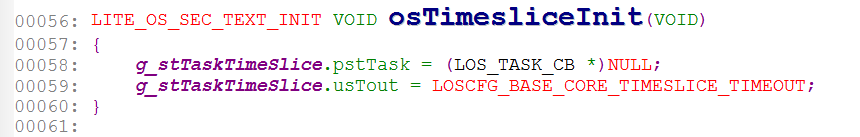 00056: LITE_OS_SEC_TEXT_INIT VOID osTimesliceInit(VOID)
00057: {
00058:     g_stTaskTimeSlice.pstTask = (LOS_TASK_CB *)NULL;
00059:     g_stTaskTimeSlice.usTout = LOSCFG_BASE_CORE_TIMESLICE_TIMEOUT;
00060: }
00061: